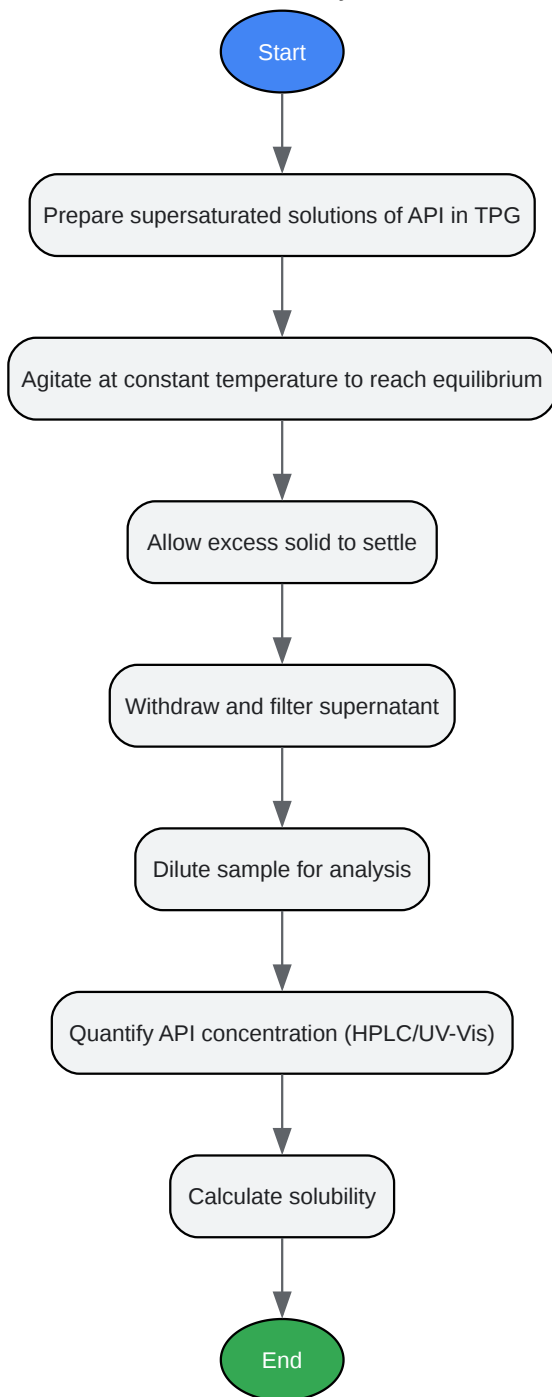 Start
Prepare supersaturated solutions of API in TPG
Agitate at constant temperature to reach equilibrium
Allow excess solid to settle
Withdraw and filter supernatant
Dilute sample for analysis
Quantify API concentration (HPLC/UV-Vis)
Calculate solubility
End